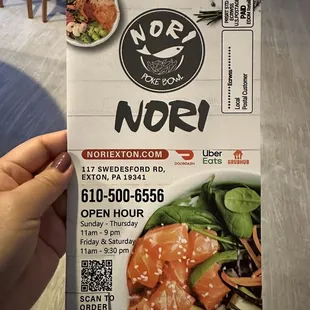 NORI
POKE BOWL
PAID
Local
Postal Customer
NORI
NORIEXTON.COM
DOORDASH
Uber
Eats
GRUBHUB
117 SWEDESFORD RD,
EXTON, PA 19341
610-500-6556
OPEN HOUR
Sunday - Thursday
11am - 9 pm
Friday & Saturday
11am - 9:30 pm
SCAN TO
ORDER